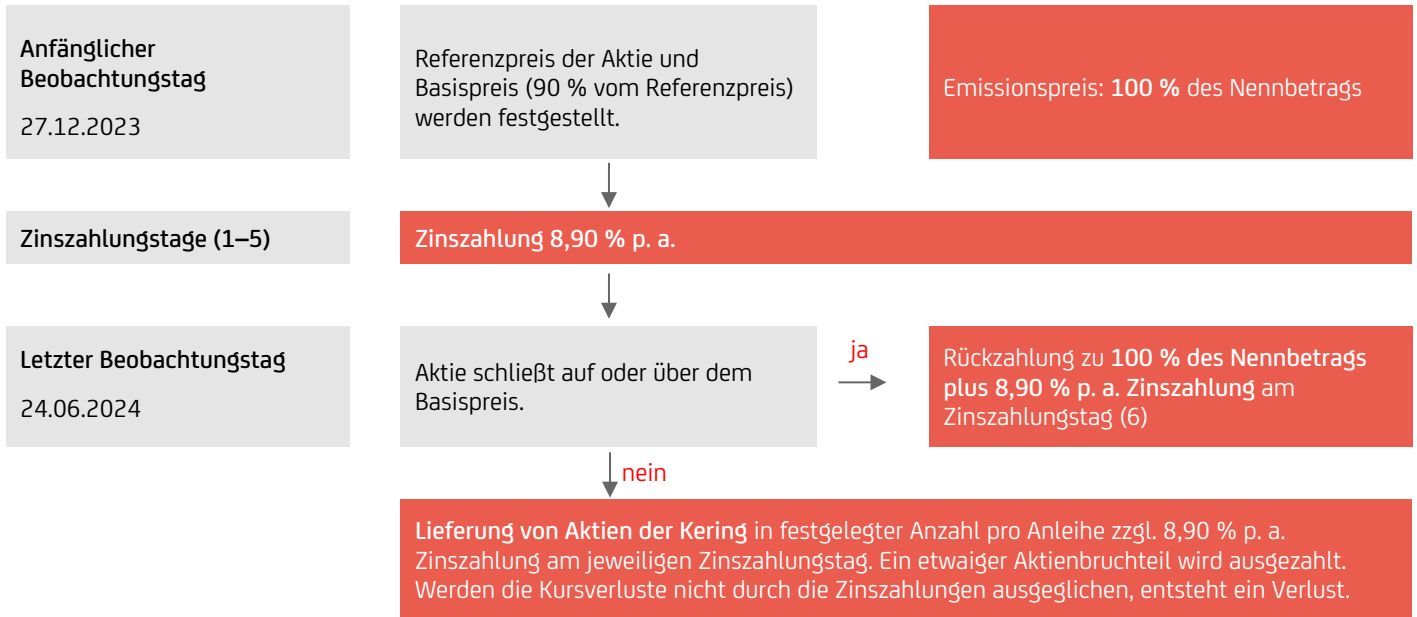 Anfänglicher
Beobachtungstag
27.12.2023
Referenzpreis der Aktie und
Basispreis (90 % vom Referenzpreis)
werden festgestellt.
Emissionspreis: 100 % des Nennbetrags
Zinszahlungstage (1–5)
Zinszahlung 8,90 % p. a.
Letzter Beobachtungstag
24.06.2024
Aktie schließt auf oder über dem
Basispreis.
ja
Rückzahlung zu 100 % des Nennbetrags
plus 8,90 % p. a. Zinszahlung am
Zinszahlungstag (6)
nein
Lieferung von Aktien der Kering in festgelegter Anzahl pro Anleihe zzgl. 8,90 % p. a.
Zinszahlung am jeweiligen Zinszahlungstag. Ein etwaiger Aktienbruchteil wird ausgezahlt.
Werden die Kursverluste nicht durch die Zinszahlungen ausgeglichen, entsteht ein Verlust.